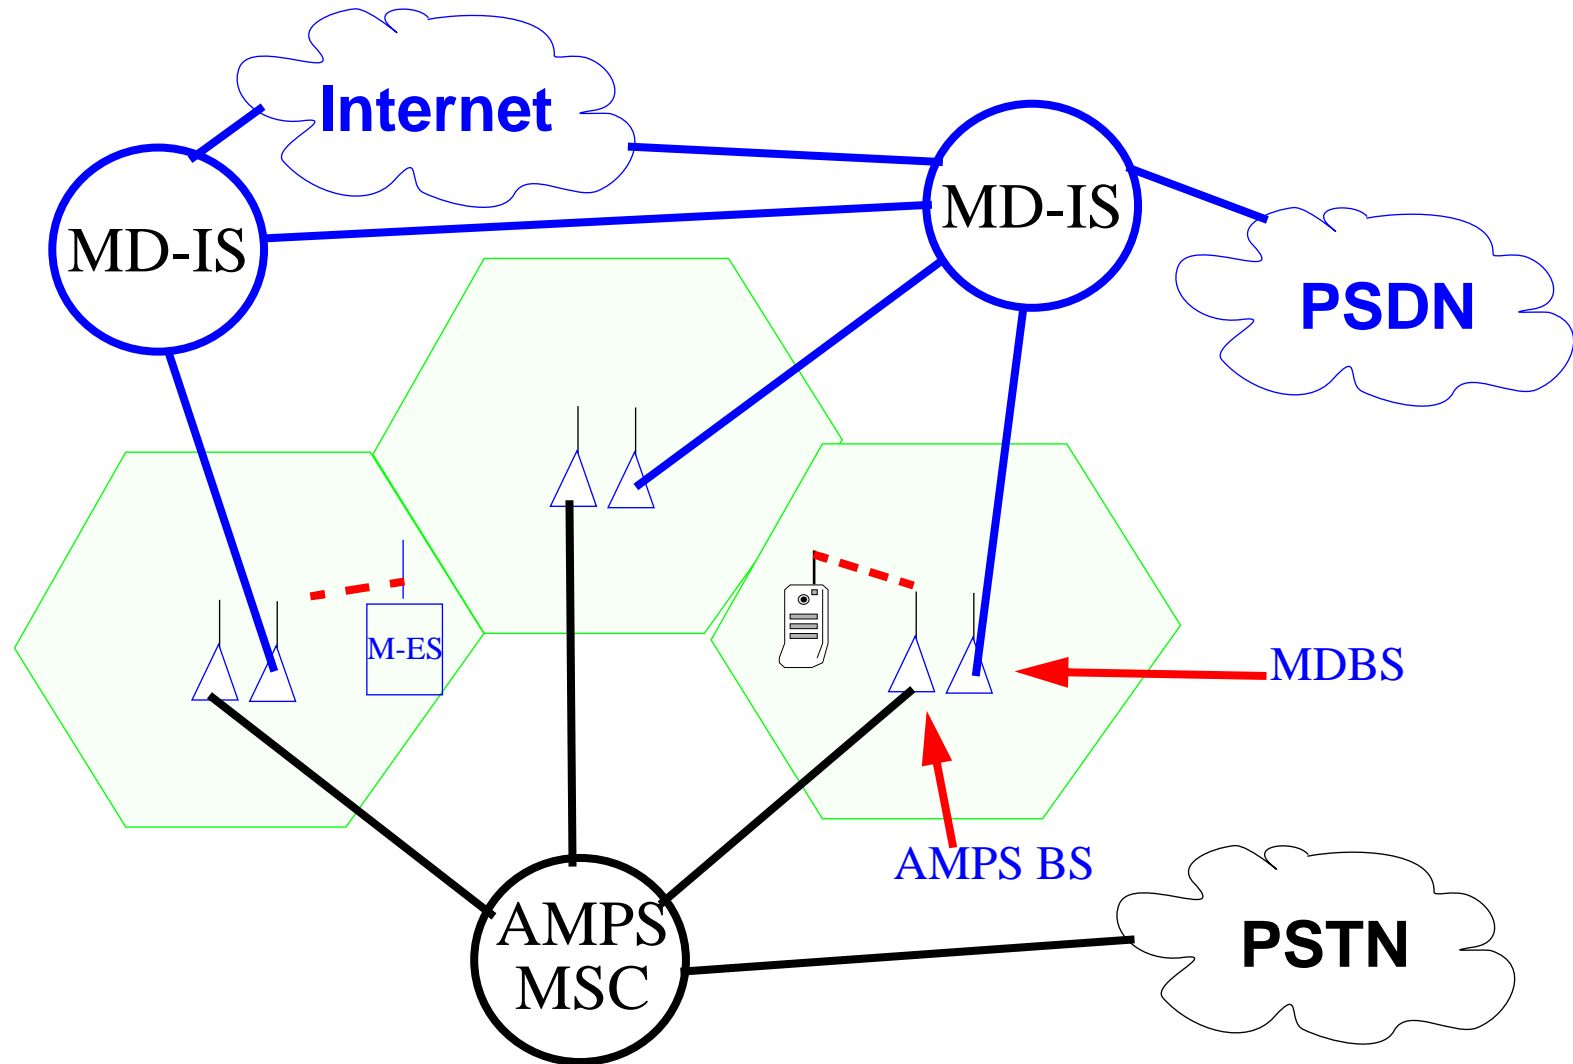 Internet
MD-IS
MD-IS
PSDN
M-ES
MDBS
AMPS BS
AMPS
MSC
PSTN